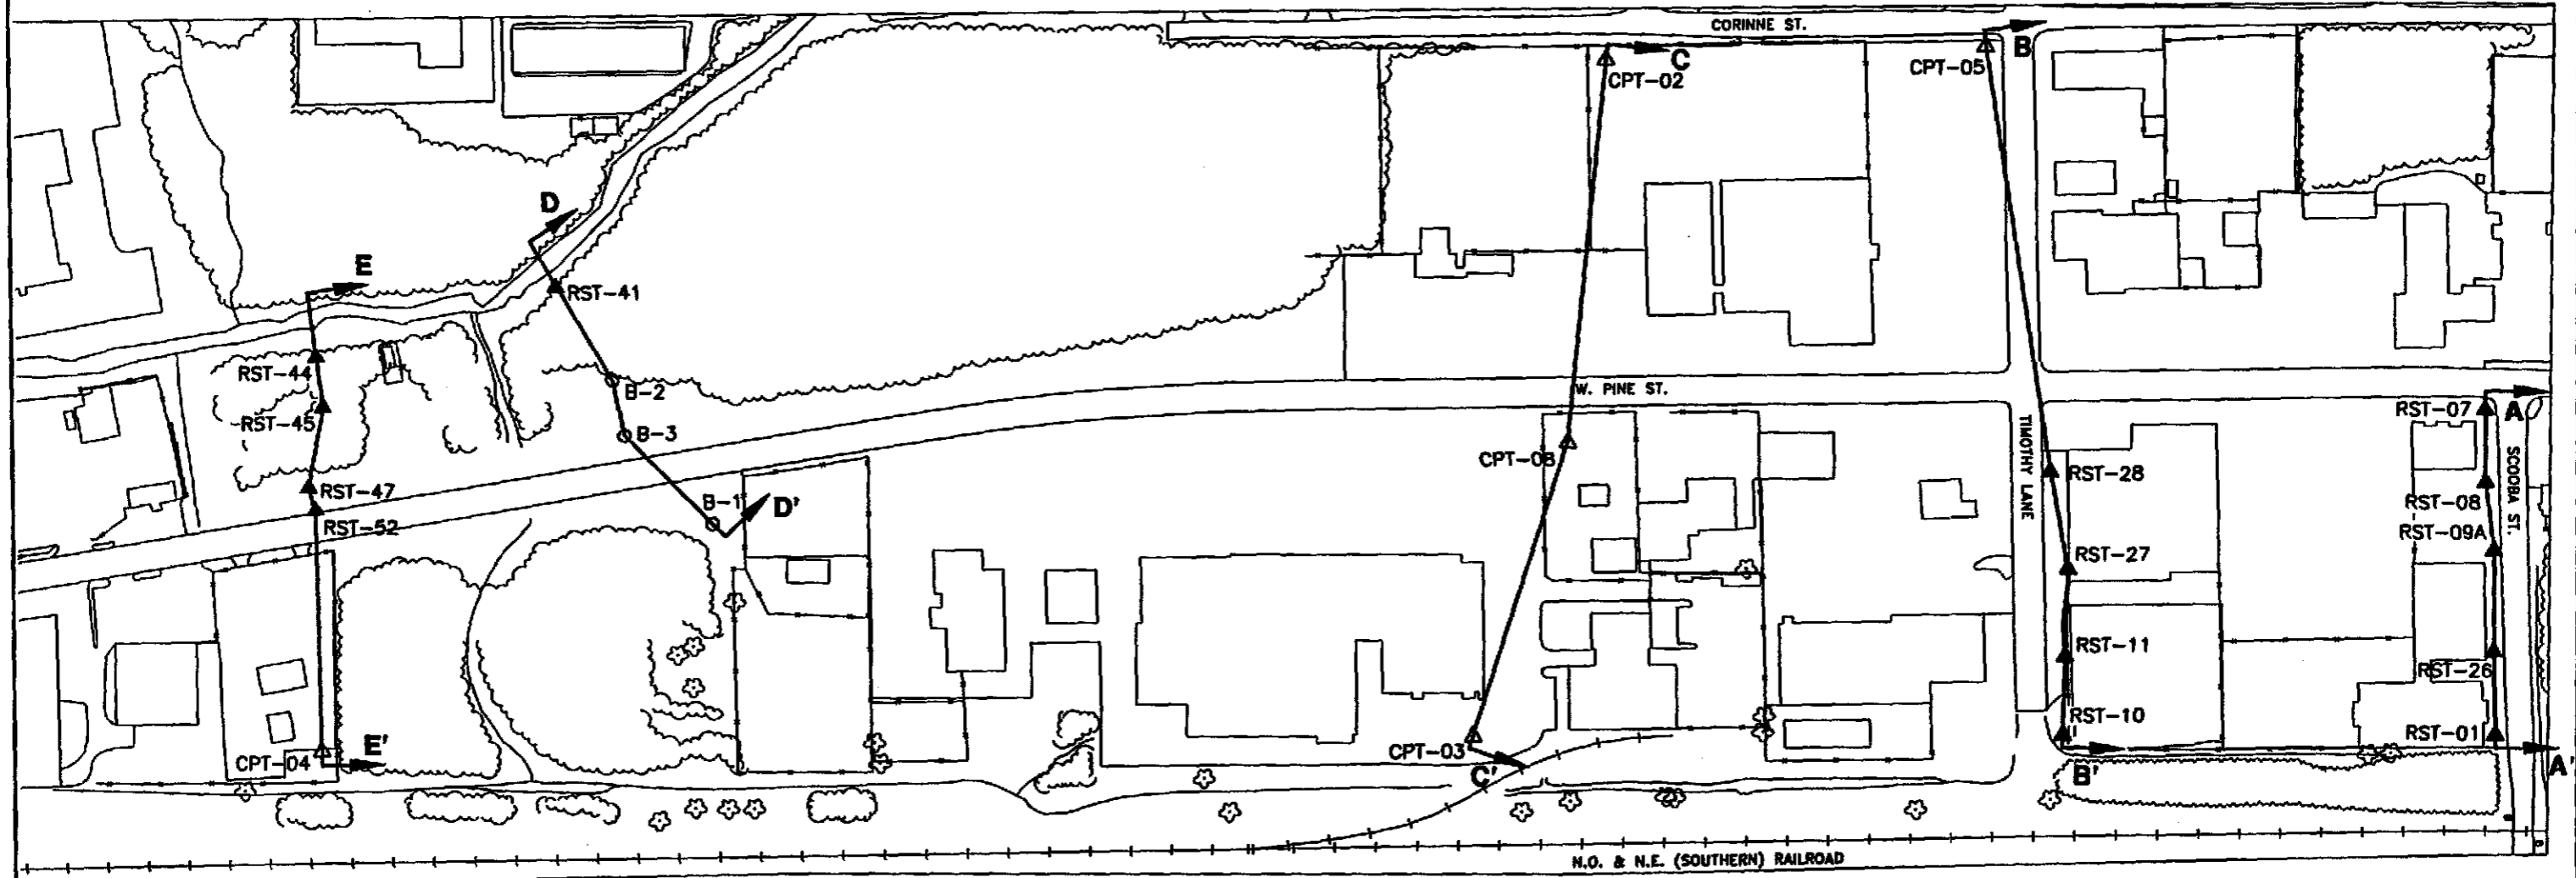 CORINNE ST.
B
C
CPT-02
CPT-05
D
E
RST-41
RST-44
B-2
W. PINE ST.
RST-45
RST-07
A
B-3
CPT-08
TIMOTHY LANE
RST-28
SCOOBA ST.
RST-47
B-1
D'
RST-08
RST-52
RST-09A
RST-27
RST-11
RST-26
RST-10
RST-01
E'
CPT-04
CPT-03
C'
B'
A'
N.O. & N.E. (SOUTHERN) RAILROAD